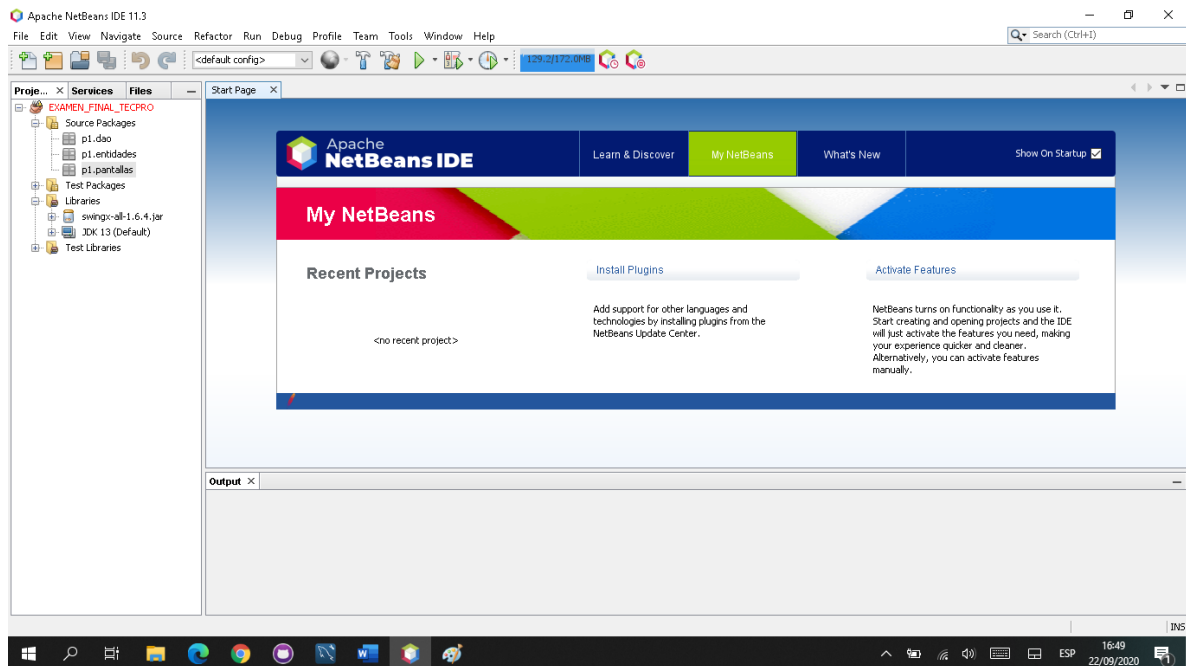 Apache NetBeans IDE 11.3
File Edit View Navigate Source Refactor Run Debug Profile Team Tools Window Help
Search (Ctrl+I)
<default config>
129.2/172.0MB
Proje... Services Files
Start Page
EXAMEN_FINAL_TECPRO
Source Packages
p1.dao
p1.entidades
p1.pantallas
Test Packages
Libraries
swingx-all-1.6.4.jar
JDK 13 (Default)
Test Libraries
Apache
NetBeans IDE
Learn & Discover
My NetBeans
What's New
Show On Startup
My NetBeans
Recent Projects
<no recent project>
Install Plugins
Add support for other languages and
technologies by installing plugins from the
NetBeans Update Center.
Activate Features
NetBeans turns on functionality as you use it.
Start creating and opening projects and the IDE
will just activate the features you need, making
your experience quicker and cleaner.
Alternatively, you can activate features
manually.
Output
INS
ESP
16:49
22/09/2020
1